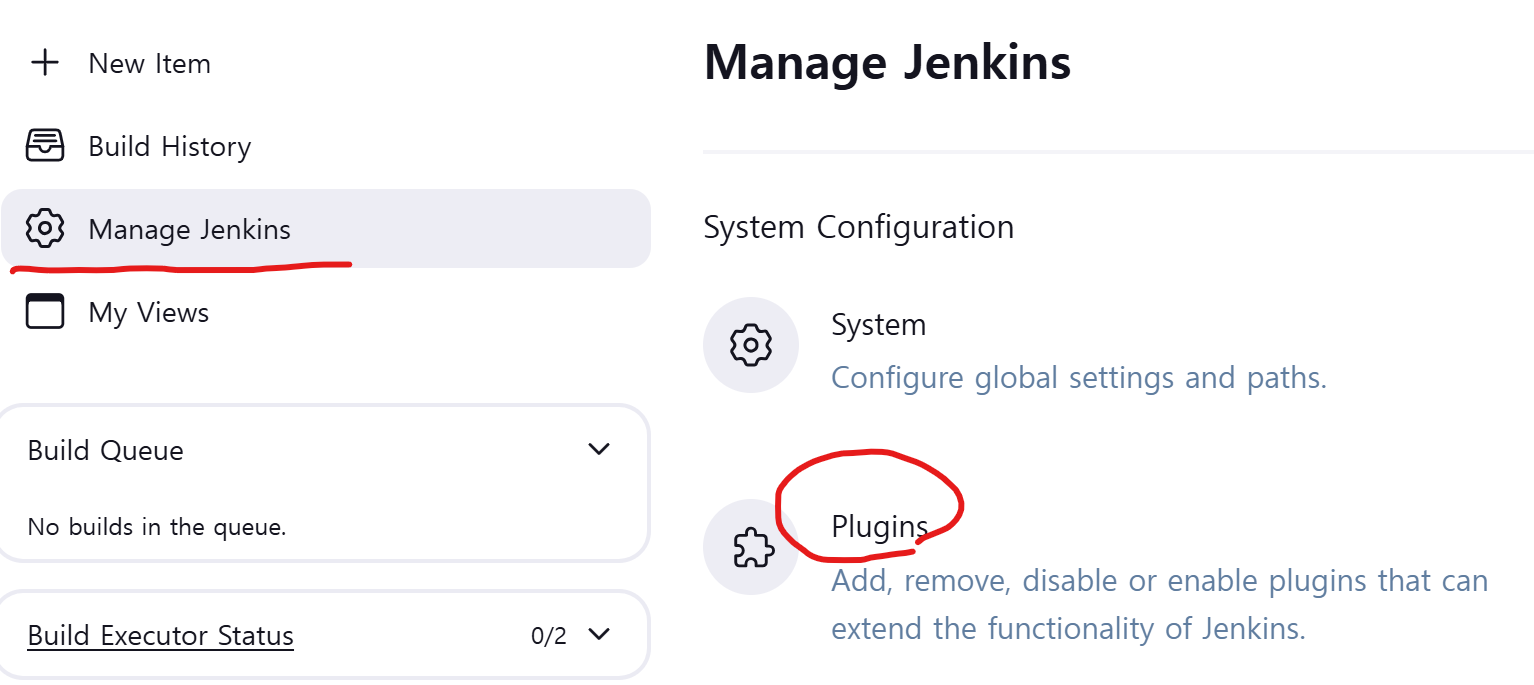 New Item
Build History
Manage Jenkins
My Views
Build Queue
No builds in the queue.
Build Executor Status 0/2
Manage Jenkins
System Configuration
System
Configure global settings and paths.
Plugins
Add, remove, disable or enable plugins that can
extend the functionality of Jenkins.